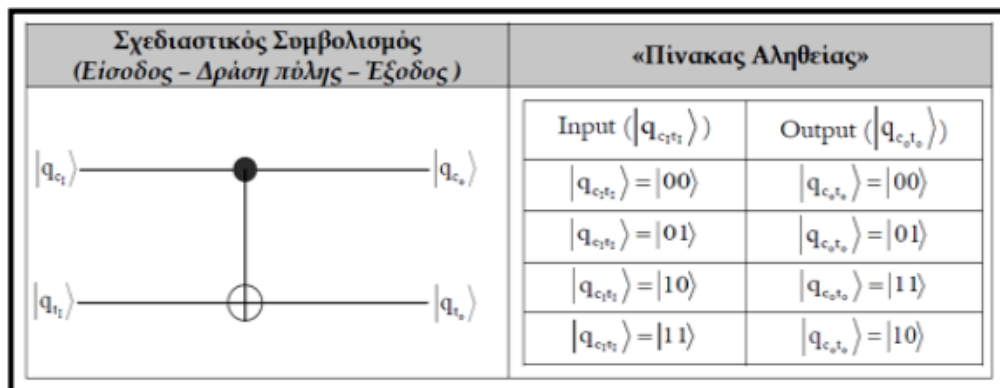 Σχεδιαστικός Συμβολισμός
(Είσοδος – Δράση πύλης – Έξοδος )
«Πίνακας Αληθείας»
|q_{c_I}⟩
|q_{c_o}⟩
|q_{t_I}⟩
|q_{t_o}⟩
Input (|q_{c_I t_I}⟩) Output (|q_{c_o t_o}⟩)
|q_{c_I t_I}⟩ = |00⟩ |q_{c_o t_o}⟩ = |00⟩
|q_{c_I t_I}⟩ = |01⟩ |q_{c_o t_o}⟩ = |01⟩
|q_{c_I t_I}⟩ = |10⟩ |q_{c_o t_o}⟩ = |11⟩
|q_{c_I t_I}⟩ = |11⟩ |q_{c_o t_o}⟩ = |10⟩